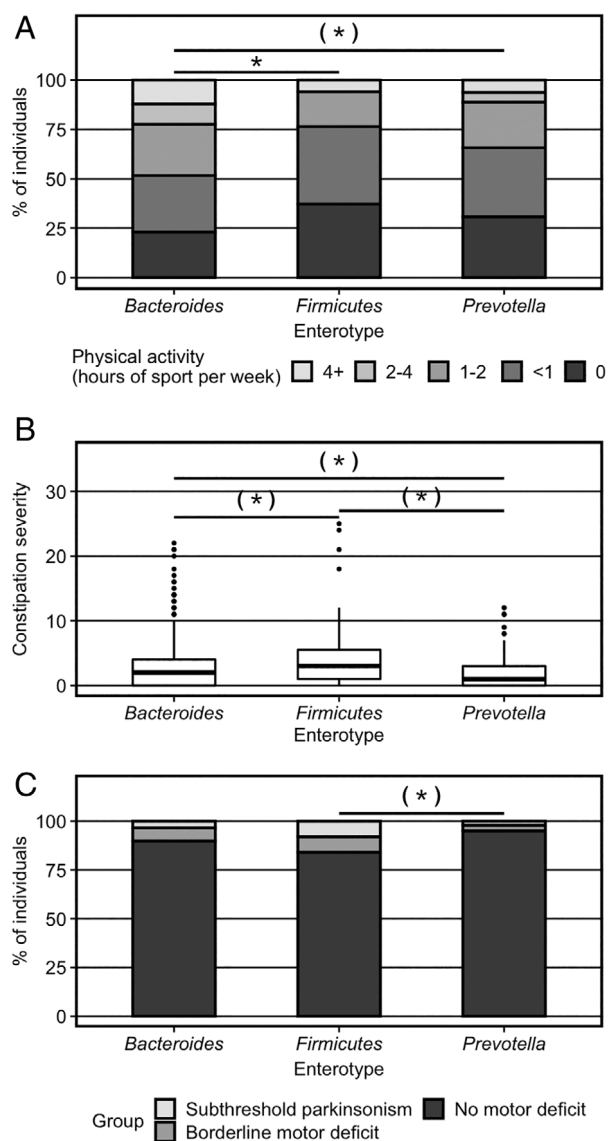 A
( * )
*
100
75
50
25
0
% of individuals
Bacteroides Firmicutes Prevotella
Enterotype
Physical activity
(hours of sport per week) 4+ 2-4 1-2 <1 0
B
( * )
( * ) ( * )
30
20
10
0
Constipation severity
Bacteroides Firmicutes Prevotella
Enterotype
C
( * )
100
75
50
25
0
% of individuals
Bacteroides Firmicutes Prevotella
Enterotype
Group Subthreshold parkinsonism No motor deficit
Borderline motor deficit